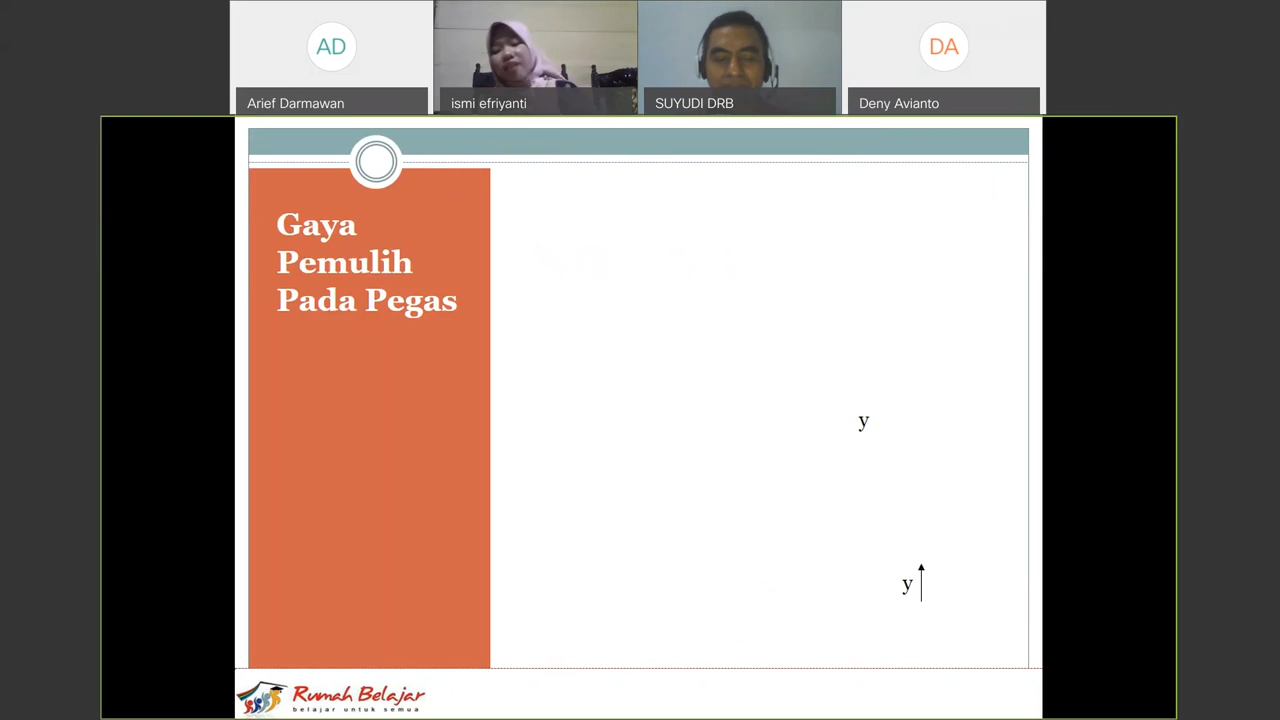 AD
DA
Arief Darmawan
ismi efriyanti
SUYUDI DRB
Deny Avianto
Gaya
Pemulih
Pada Pegas
y
y
Rumah Belajar
belajar untuk semua